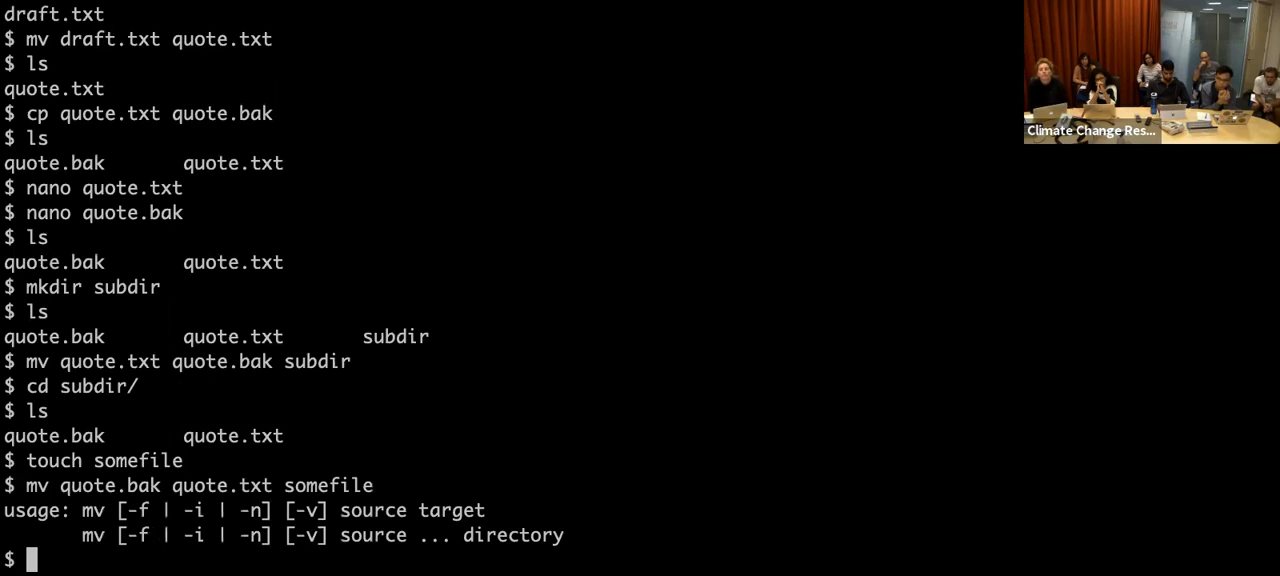 draft.txt
$ mv draft.txt quote.txt
$ ls
quote.txt
$ cp quote.txt quote.bak
$ ls
quote.bak quote.txt
$ nano quote.txt
$ nano quote.bak
$ ls
quote.bak quote.txt
$ mkdir subdir
$ ls
quote.bak quote.txt subdir
$ mv quote.txt quote.bak subdir
$ cd subdir/
$ ls
quote.bak quote.txt
$ touch somefile
$ mv quote.bak quote.txt somefile
usage: mv [-f | -i | -n] [-v] source target
mv [-f | -i | -n] [-v] source ... directory
$
Climate Change Res...